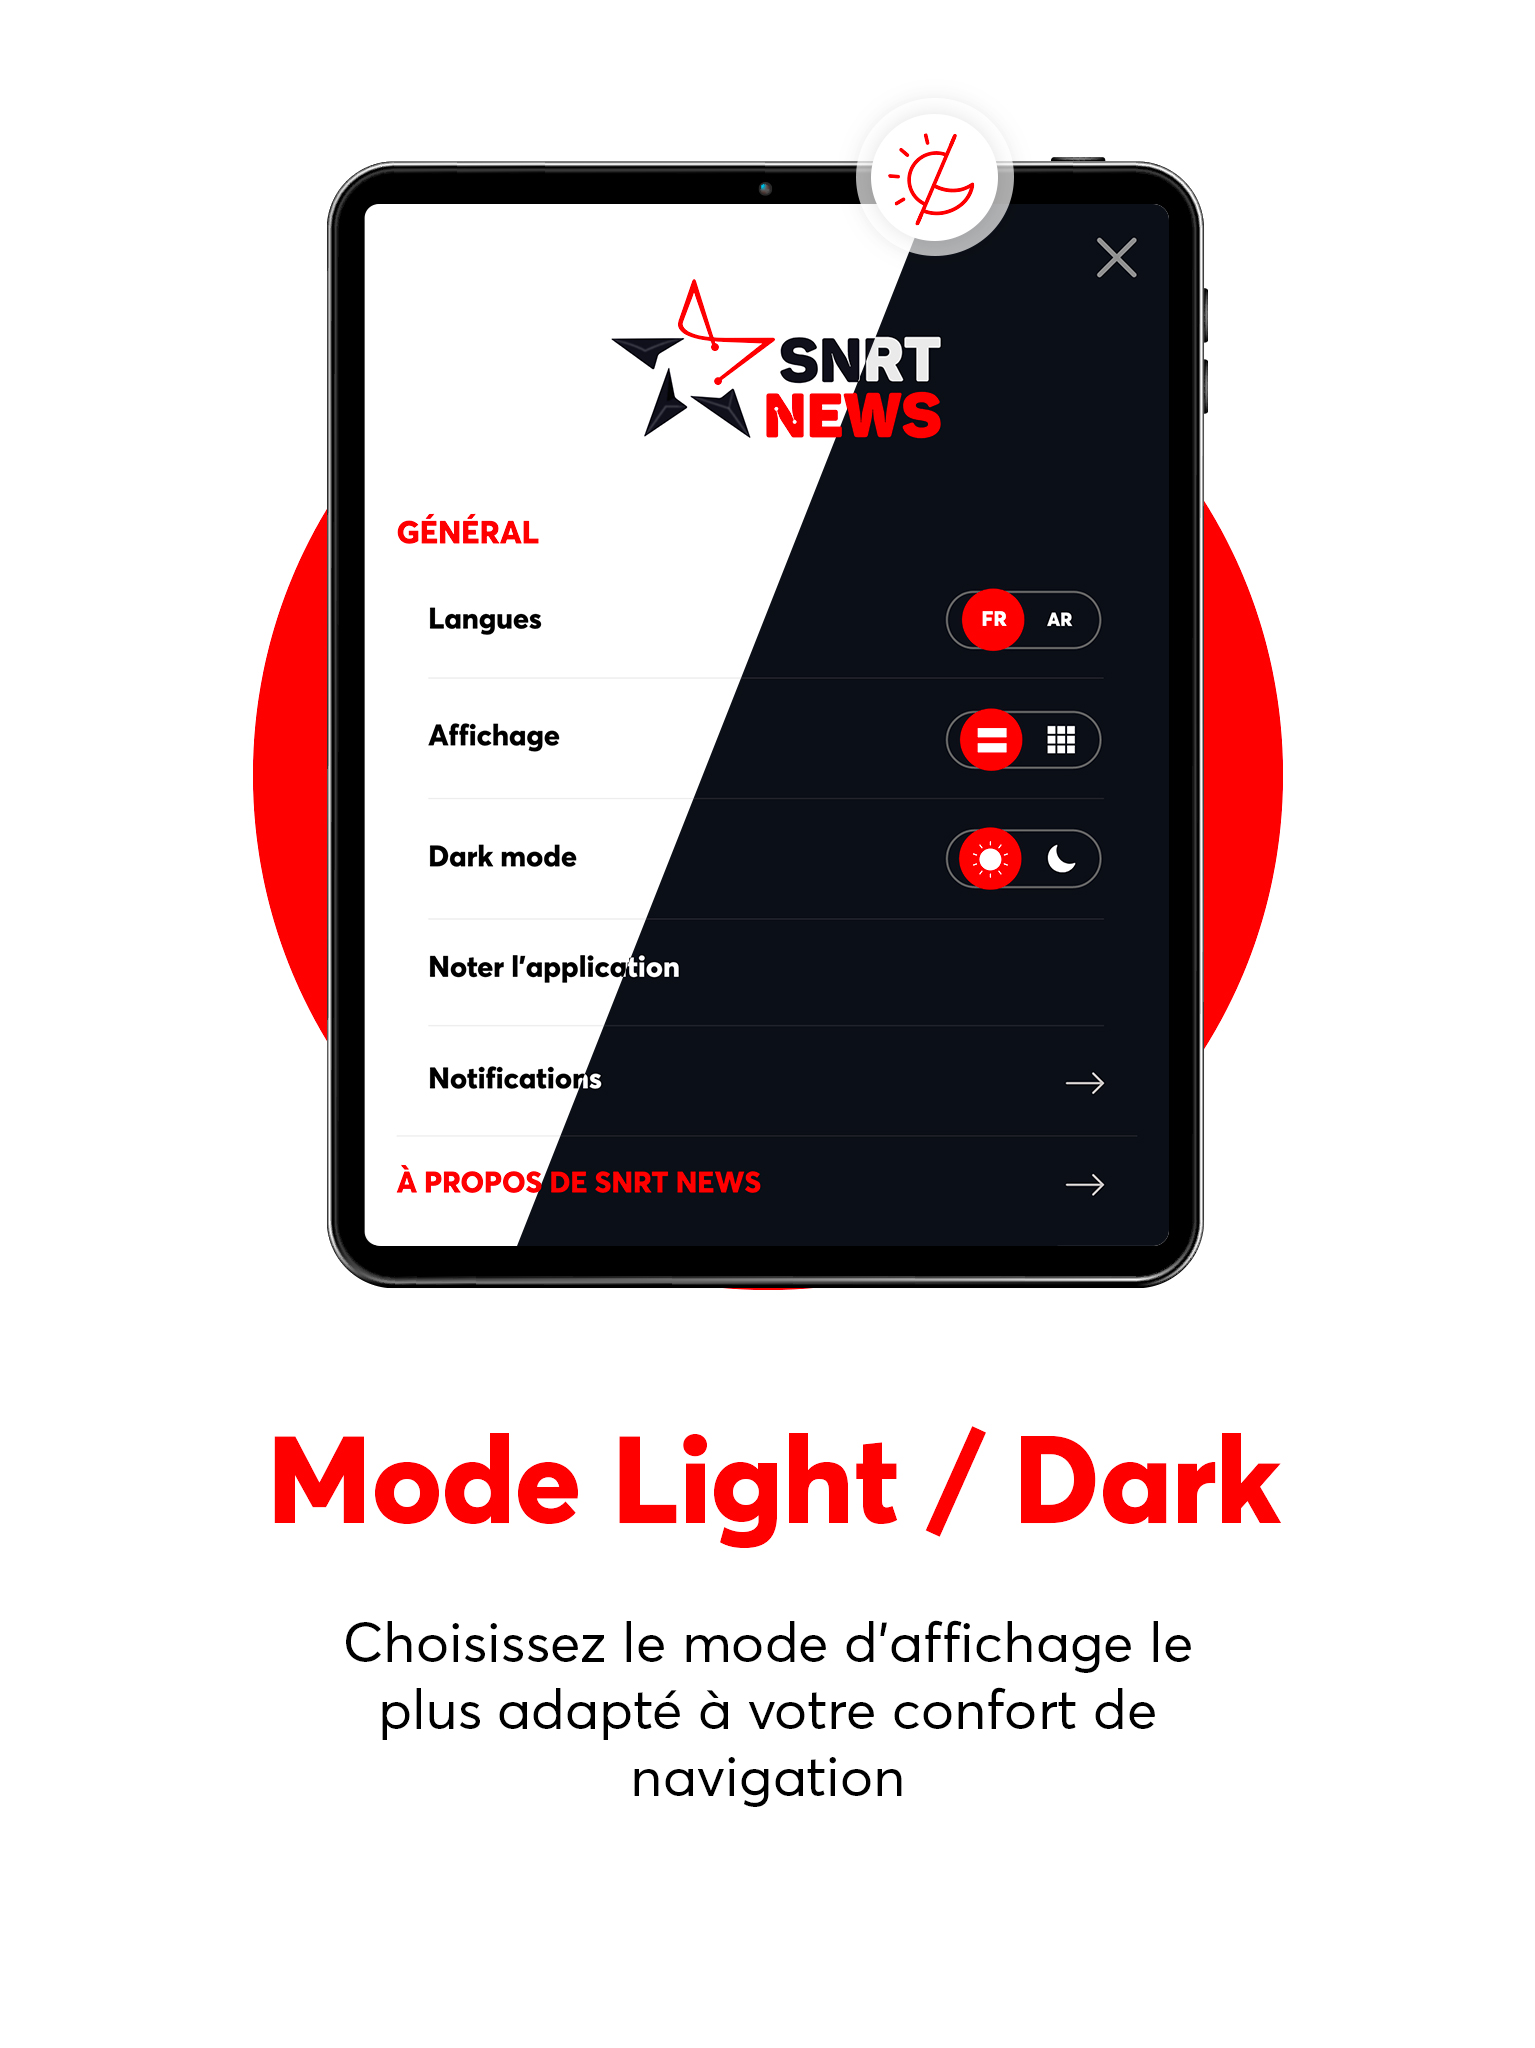 SNRT
NEWS
GÉNÉRAL
Langues
FR AR
Affichage
Dark mode
Noter l'application
Notifications
À PROPOS DE SNRT NEWS
Mode Light / Dark
Choisissez le mode d'affichage le
plus adapté à votre confort de
navigation